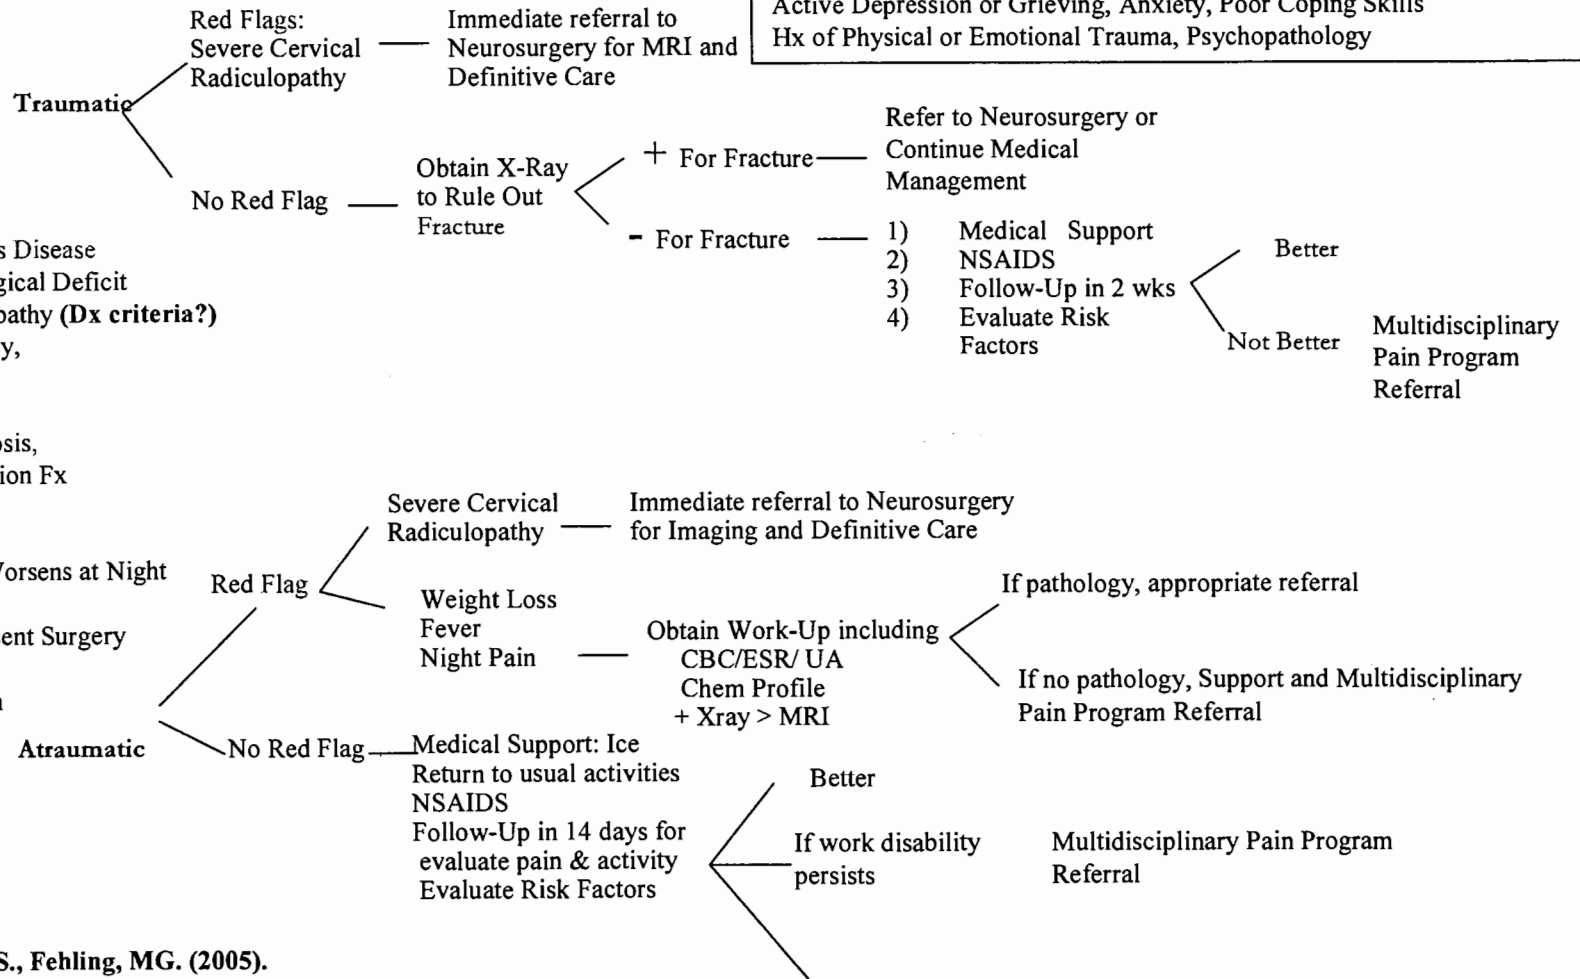 Active Depression or Grieving, Anxiety, Poor Coping Skills
Hx of Physical or Emotional Trauma, Psychopathology
Red Flags:
Severe Cervical
Radiculopathy
Immediate referral to
Neurosurgery for MRI and
Definitive Care
Traumatic
No Red Flag
Obtain X-Ray
to Rule Out
Fracture
+ For Fracture
Refer to Neurosurgery or
Continue Medical
Management
- For Fracture
1) Medical Support
2) NSAIDS
3) Follow-Up in 2 wks
4) Evaluate Risk
Factors
Better
Not Better
Multidisciplinary
Pain Program
Referral
s Disease
gical Deficit
pathy (Dx criteria?)
y,
osis,
ion Fx
Worsens at Night
ent Surgery
Red Flag
Severe Cervical
Radiculopathy
Immediate referral to Neurosurgery
for Imaging and Definitive Care
Weight Loss
Fever
Night Pain
Obtain Work-Up including
CBC/ESR/ UA
Chem Profile
+ Xray > MRI
If pathology, appropriate referral
If no pathology, Support and Multidisciplinary
Pain Program Referral
Atraumatic
No Red Flag
Medical Support: Ice
Return to usual activities
NSAIDS
Follow-Up in 14 days for
evaluate pain & activity
Evaluate Risk Factors
Better
If work disability
persists
Multidisciplinary Pain Program
Referral
S., Fehling, MG. (2005).